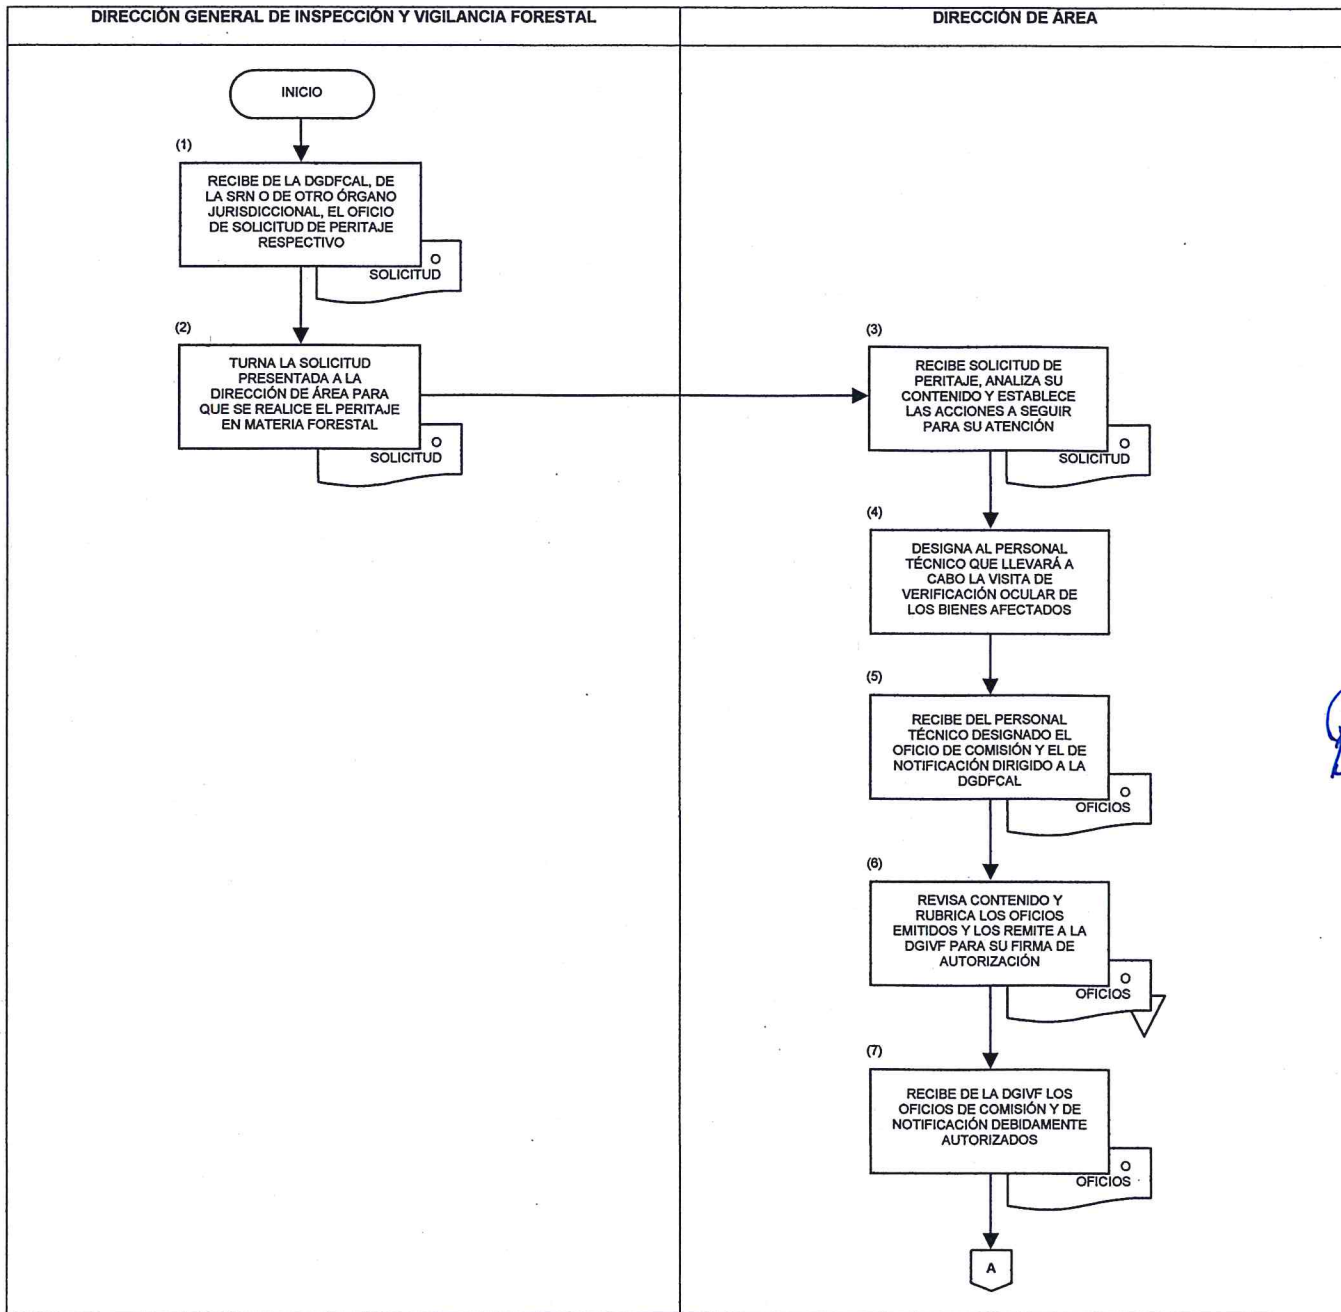 DIRECCIÓN GENERAL DE INSPECCIÓN Y VIGILANCIA FORESTAL
DIRECCIÓN DE ÁREA
INICIO
(1)
RECIBE DE LA DGDFCAL, DE
LA SRN O DE OTRO ÓRGANO
JURISDICCIONAL, EL OFICIO
DE SOLICITUD DE PERITAJE
RESPECTIVO
O
SOLICITUD
(2)
TURNA LA SOLICITUD
PRESENTADA A LA
DIRECCIÓN DE ÁREA PARA
QUE SE REALICE EL PERITAJE
EN MATERIA FORESTAL
O
SOLICITUD
(3)
RECIBE SOLICITUD DE
PERITAJE, ANALIZA SU
CONTENIDO Y ESTABLECE
LAS ACCIONES A SEGUIR
PARA SU ATENCIÓN
O
SOLICITUD
(4)
DESIGNA AL PERSONAL
TÉCNICO QUE LLEVARÁ A
CABO LA VISITA DE
VERIFICACIÓN OCULAR DE
LOS BIENES AFECTADOS
(5)
RECIBE DEL PERSONAL
TÉCNICO DESIGNADO EL
OFICIO DE COMISIÓN Y EL DE
NOTIFICACIÓN DIRIGIDO A LA
DGDFCAL
O
OFICIOS
(6)
REVISA CONTENIDO Y
RUBRICA LOS OFICIOS
EMITIDOS Y LOS REMITE A LA
DGIVF PARA SU FIRMA DE
AUTORIZACIÓN
O
OFICIOS
(7)
RECIBE DE LA DGIVF LOS
OFICIOS DE COMISIÓN Y DE
NOTIFICACIÓN DEBIDAMENTE
AUTORIZADOS
O
OFICIOS
A